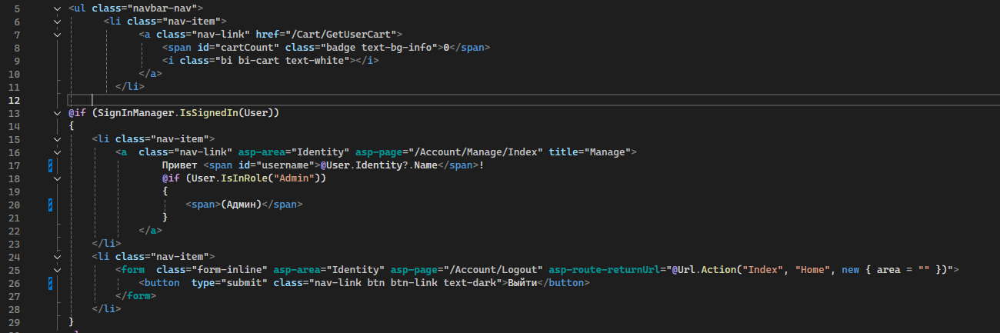 5 <ul class="navbar-nav">
6 <li class="nav-item">
7 <a class="nav-link" href="/Cart/GetUserCart">
8 <span id="cartCount" class="badge text-bg-info">0</span>
9 <i class="bi bi-cart text-white"></i>
10 </a>
11 </li>
12
13 @if (SignInManager.IsSignedIn(User))
14 {
15 <li class="nav-item">
16 <a  class="nav-link" asp-area="Identity" asp-page="/Account/Manage/Index" title="Manage">
17 Привет <span id="username">@User.Identity?.Name</span>!
18 @if (User.IsInRole("Admin"))
19 {
20 <span>(Админ)</span>
21 }
22 </a>
23 </li>
24 <li class="nav-item">
25 <form  class="form-inline" asp-area="Identity" asp-page="/Account/Logout" asp-route-returnUrl="@Url.Action("Index", "Home", new { area = "" })">
26 <button  type="submit" class="nav-link btn btn-link text-dark">Выйти</button>
27 </form>
28 </li>
29 }